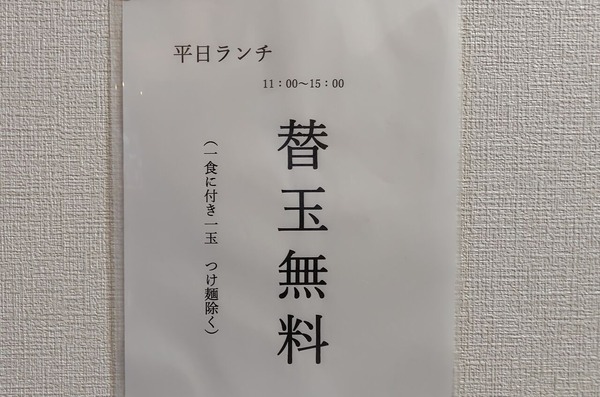 平日ランチ
11：00～15：00
替玉無料
（一食に付き一玉　つけ麺除く）